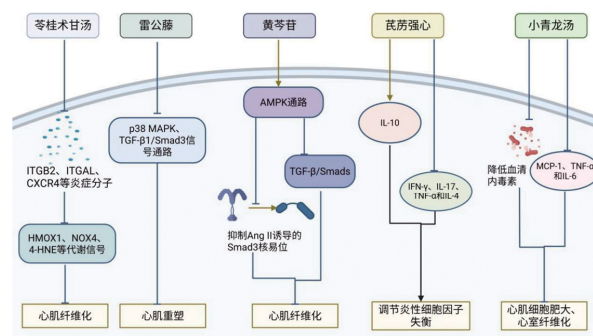 苓桂术甘汤
雷公藤
黄芩苷
芪苈强心
小青龙汤
ITGB2、ITGAL、
CXCR4等炎症分子
HMOX1、NOX4、
4-HNE等代谢信号
心肌纤维化
p38 MAPK、
TGF-β1/Smad3信
号通路
心肌重塑
AMPK通路
TGF-β/Smads
抑制Ang II诱导的
Smad3核易位
心肌纤维化
IL-10
IFN-γ、IL-17、
TNF-α和IL-4
调节炎性细胞因子
失衡
降低血清
内毒素
MCP-1、TNF-α
和IL-6
心肌细胞肥大、
心室纤维化